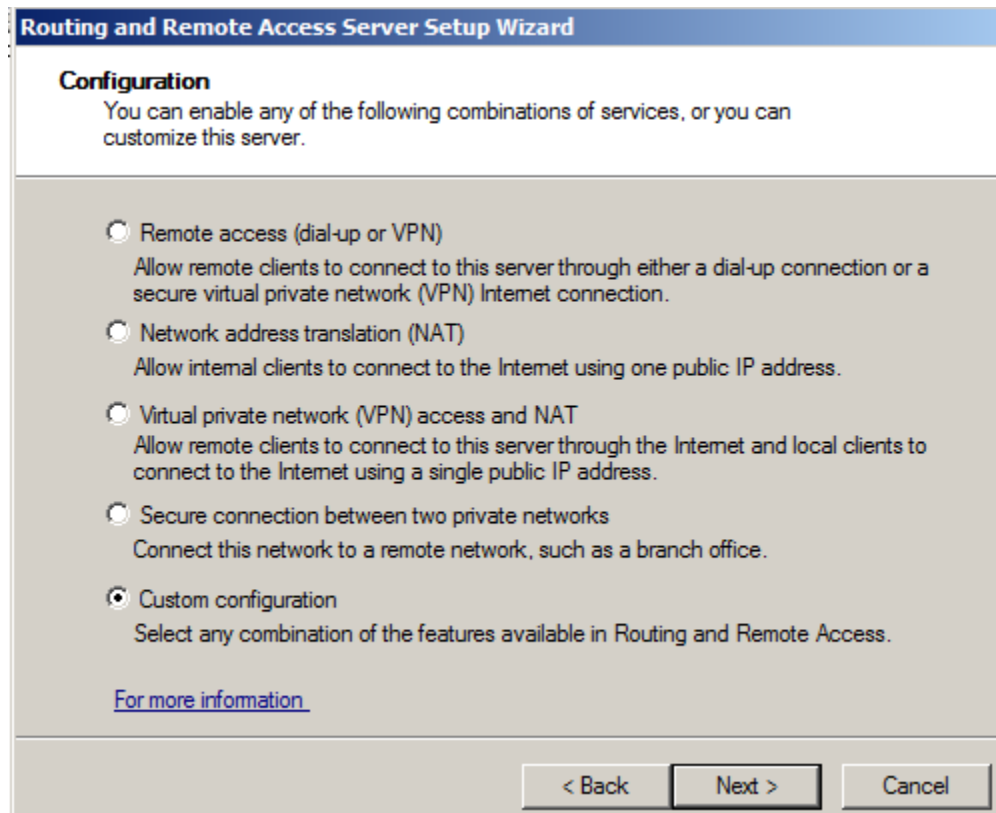 Routing and Remote Access Server Setup Wizard
Configuration
You can enable any of the following combinations of services, or you can
customize this server.
Remote access (dial-up or VPN)
Allow remote clients to connect to this server through either a dial-up connection or a
secure virtual private network (VPN) Internet connection.
Network address translation (NAT)
Allow internal clients to connect to the Internet using one public IP address.
Virtual private network (VPN) access and NAT
Allow remote clients to connect to this server through the Internet and local clients to
connect to the Internet using a single public IP address.
Secure connection between two private networks
Connect this network to a remote network, such as a branch office.
Custom configuration
Select any combination of the features available in Routing and Remote Access.
For more information
< Back Next > Cancel